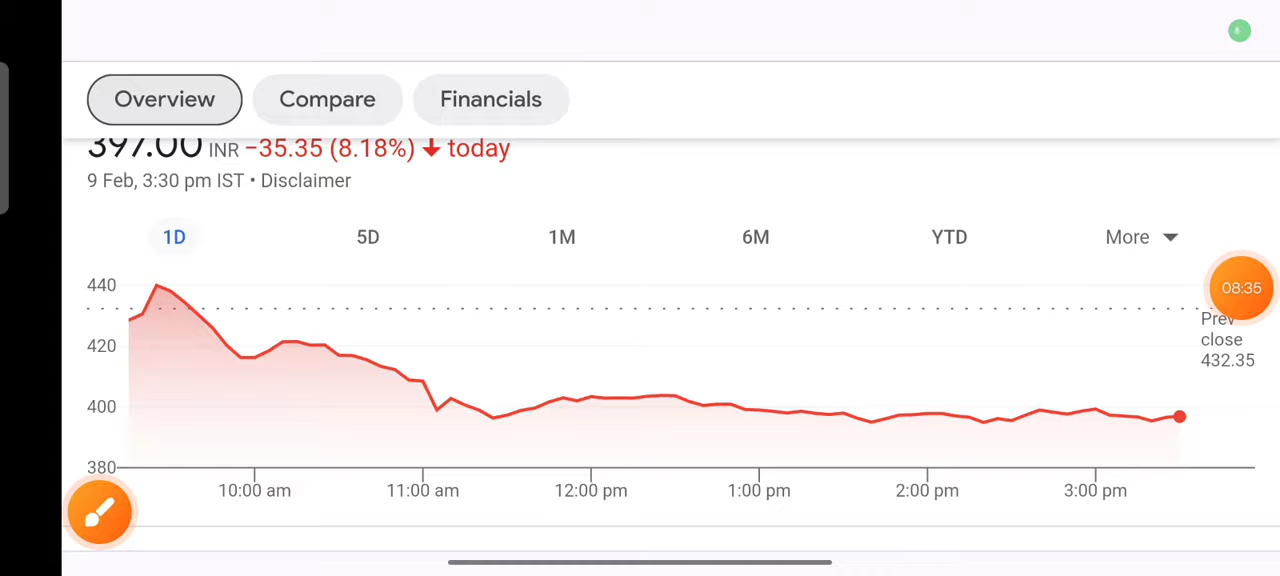 Overview Compare Financials
397.00 INR −35.35 (8.18%) ↓ today
9 Feb, 3:30 pm IST • Disclaimer
1D 5D 1M 6M YTD More
440
420
400
380
08:35
Prev
close
432.35
10:00 am 11:00 am 12:00 pm 1:00 pm 2:00 pm 3:00 pm